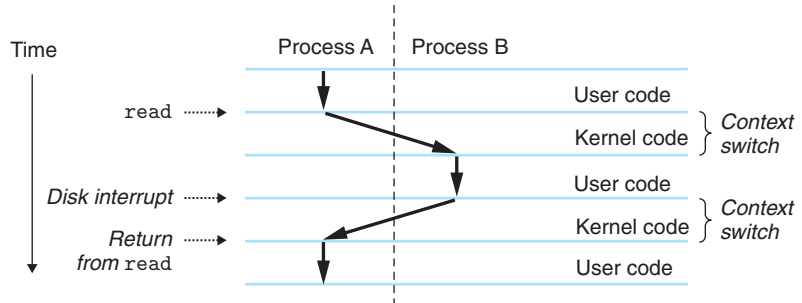 Process A Process B
Time
User code
read
Context
switch
Kernel code
User code
Disk interrupt
Context
switch
Kernel code
Return
from read
User code